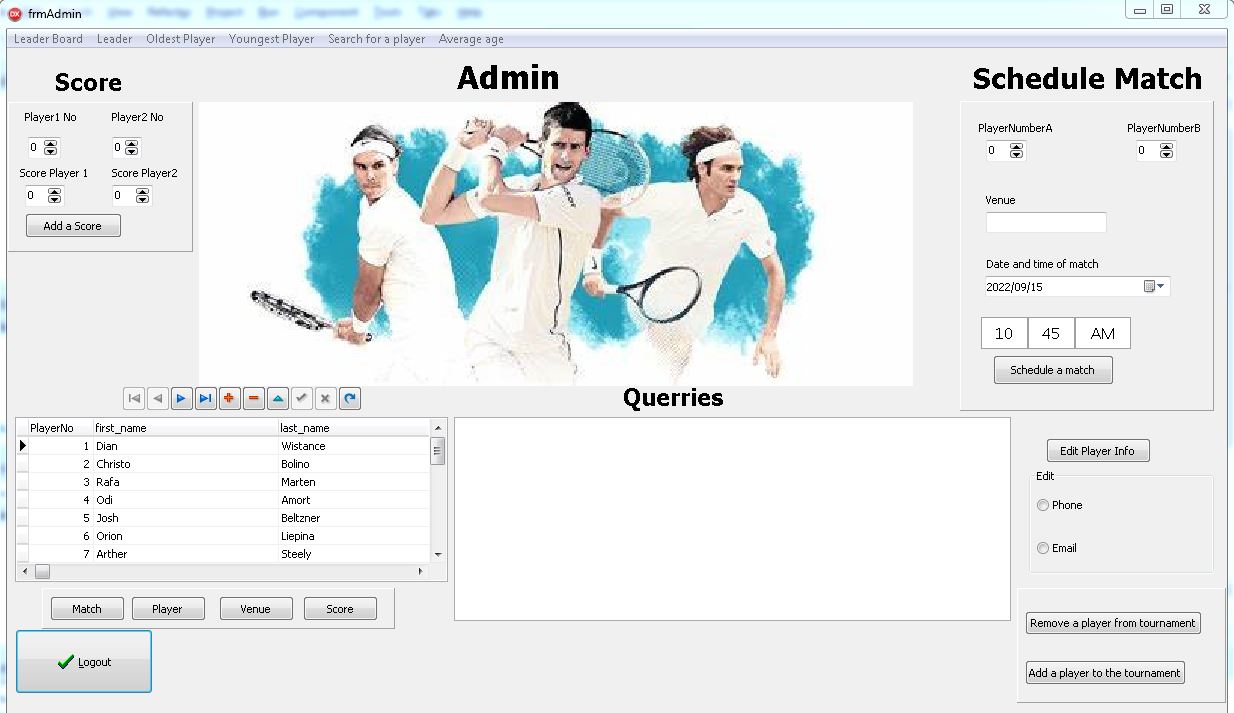 frmAdmin
Leader Board Leader Oldest Player Youngest Player Search for a player Average age
Score
Admin
Schedule Match
Player1 No Player2 No
0 0
Score Player 1 Score Player2
0 0
Add a Score
PlayerNumberA PlayerNumberB
0 0
Venue
Date and time of match
2022/09/15
10 45 AM
Schedule a match
Querries
PlayerNo first_name last_name
1 Dian Wistance
2 Christo Bolino
3 Rafa Marten
4 Odi Amort
5 Josh Beltzner
6 Orion Liepina
7 Arther Steely
Match Player Venue Score
Logout
Edit Player Info
Edit
Phone
Email
Remove a player from tournament
Add a player to the tournament